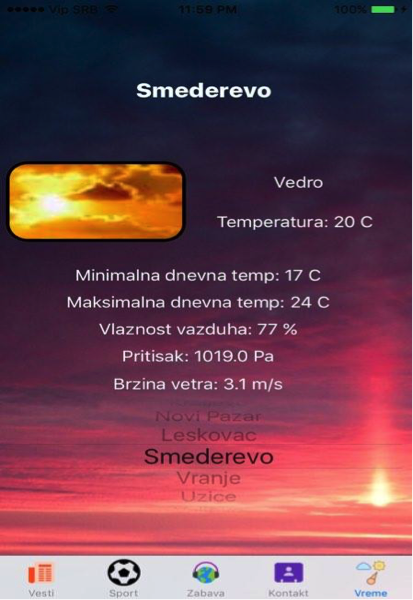 Vip SRB 11:59 PM 100%
Smederevo
Vedro
Temperatura: 20 C
Minimalna dnevna temp: 17 C
Maksimalna dnevna temp: 24 C
Vlaznost vazduha: 77 %
Pritisak: 1019.0 Pa
Brzina vetra: 3.1 m/s
Novi Pazar
Leskovac
Smederevo
Vranje
Uzice
Vesti Sport Zabava Kontakt Vreme